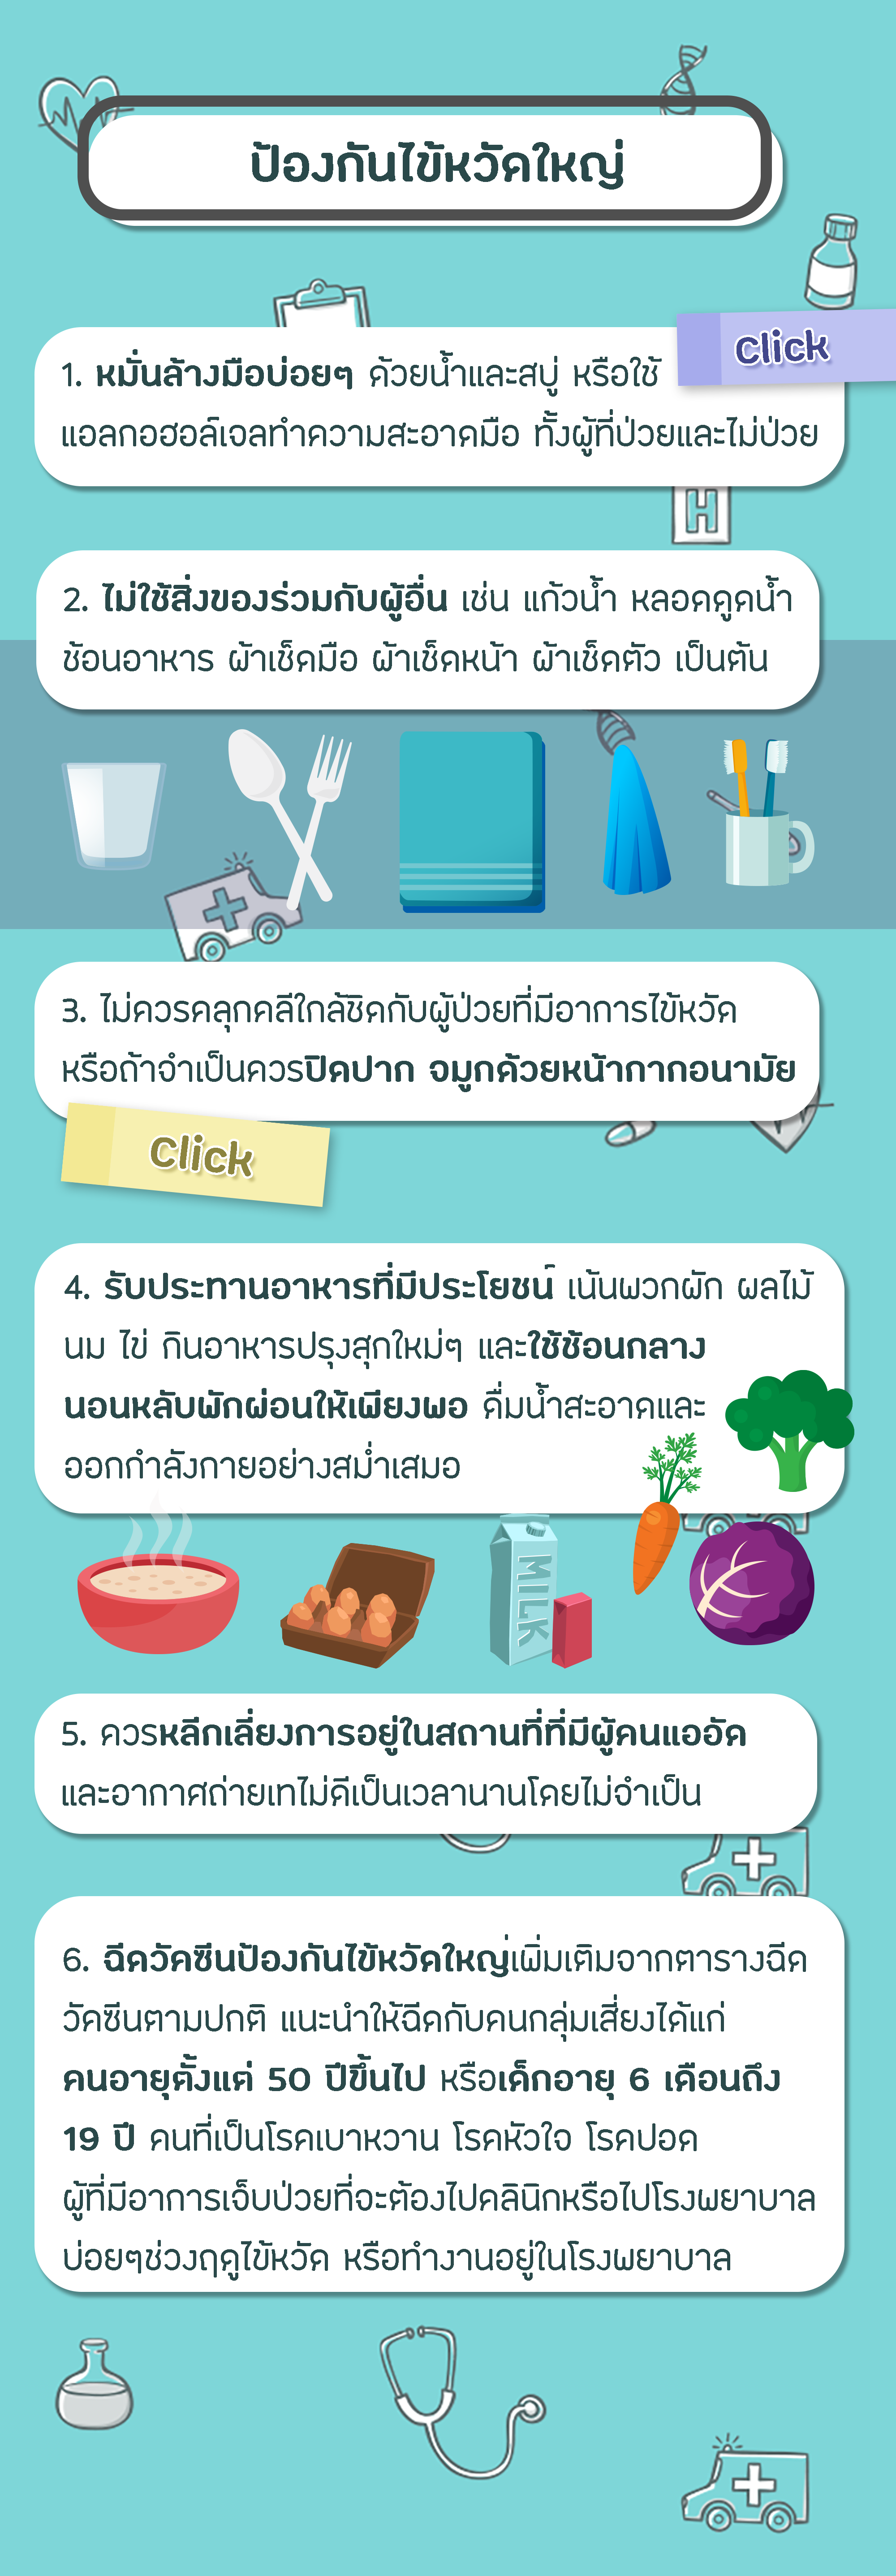 ป้องกันไข้หวัดใหญ่
Click
1. หมั่นล้างมือบ่อยๆ ด้วยน้ำและสบู่ หรือใช้
แอลกอฮอล์เจลทำความสะอาดมือ ทั้งผู้ที่ป่วยและไม่ป่วย
H
2. ไม่ใช้สิ่งของร่วมกับผู้อื่น เช่น แก้วน้ำ หลอดดูดน้ำ
ช้อนอาหาร ผ้าเช็ดมือ ผ้าเช็ดหน้า ผ้าเช็ดตัว เป็นต้น
3. ไม่ควรคลุกคลีใกล้ชิดกับผู้ป่วยที่มีอาการไข้หวัด
หรือถ้าจำเป็นควรปิดปาก จมูกด้วยหน้ากากอนามัย
Click
4. รับประทานอาหารที่มีประโยชน์ เน้นพวกผัก ผลไม้
นม ไข่ กินอาหารปรุงสุกใหม่ๆ และใช้ช้อนกลาง
นอนหลับพักผ่อนให้เพียงพอ ดื่มน้ำสะอาดและ
ออกกำลังกายอย่างสม่ำเสมอ
MILK
5. ควรหลีกเลี่ยงการอยู่ในสถานที่ที่มีผู้คนแออัด
และอากาศถ่ายเทไม่ดีเป็นเวลานานโดยไม่จำเป็น
6. ฉีดวัคซีนป้องกันไข้หวัดใหญ่เพิ่มเติมจากตารางฉีด
วัคซีนตามปกติ แนะนำให้ฉีดกับคนกลุ่มเสี่ยงได้แก่
คนอายุตั้งแต่ 50 ปีขึ้นไป หรือเด็กอายุ 6 เดือนถึง
19 ปี คนที่เป็นโรคเบาหวาน โรคหัวใจ โรคปอด
ผู้ที่มีอาการเจ็บป่วยที่จะต้องไปคลินิกหรือไปโรงพยาบาล
บ่อยๆช่วงฤดูไข้หวัด หรือทำงานอยู่ในโรงพยาบาล